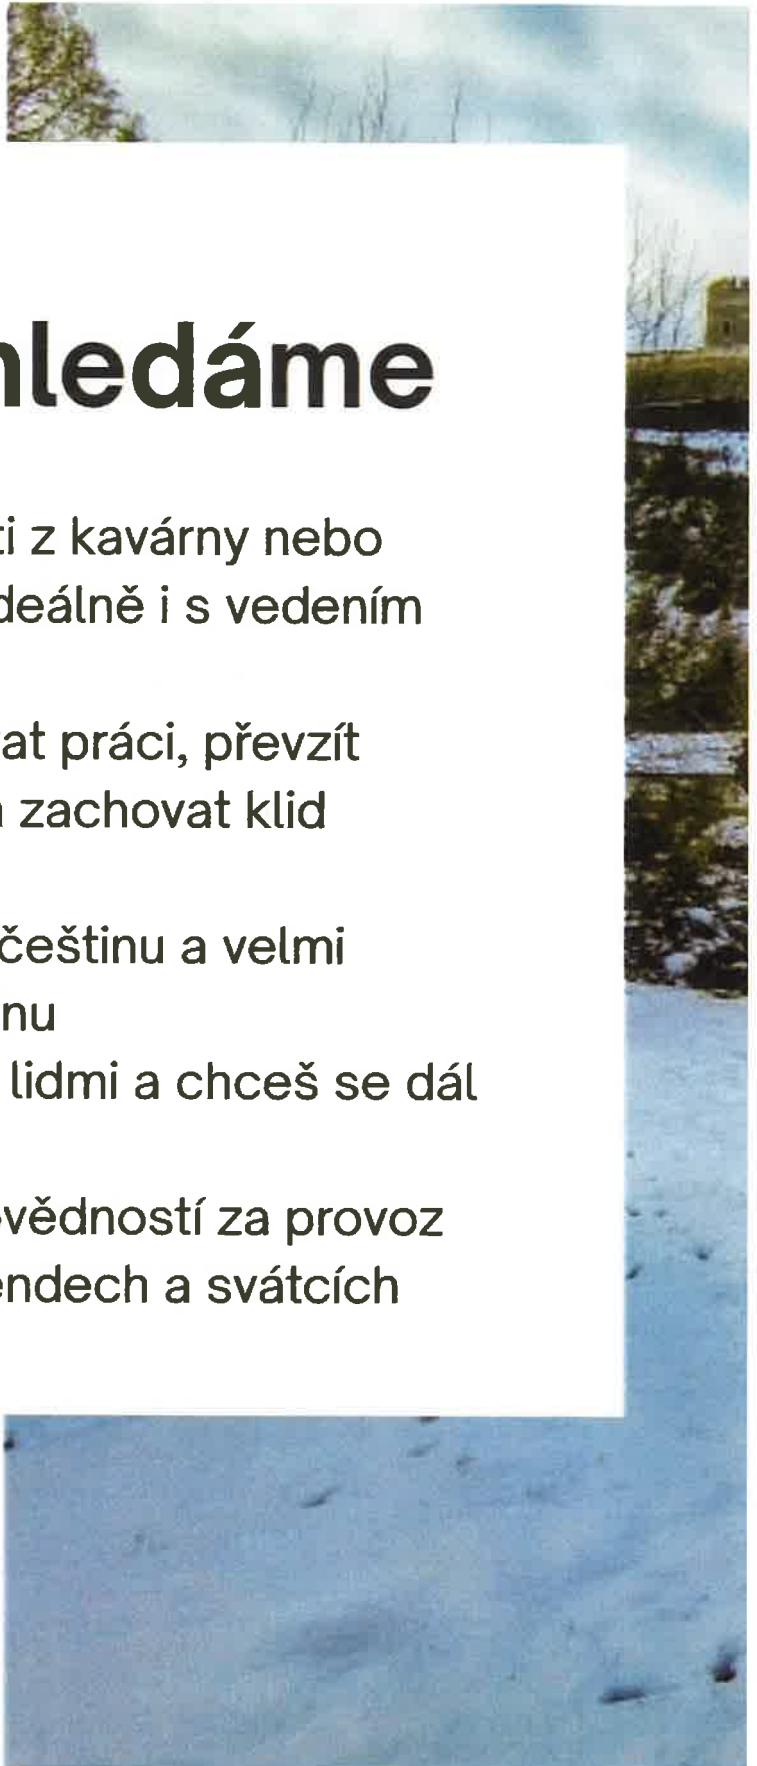 hledáme
ti z kavárny nebo
deálně i s vedením
at práci, převzít
zachovat klid
češtinu a velmi
nu
lidmi a chceš se dál
vědností za provoz
endech a svátcích